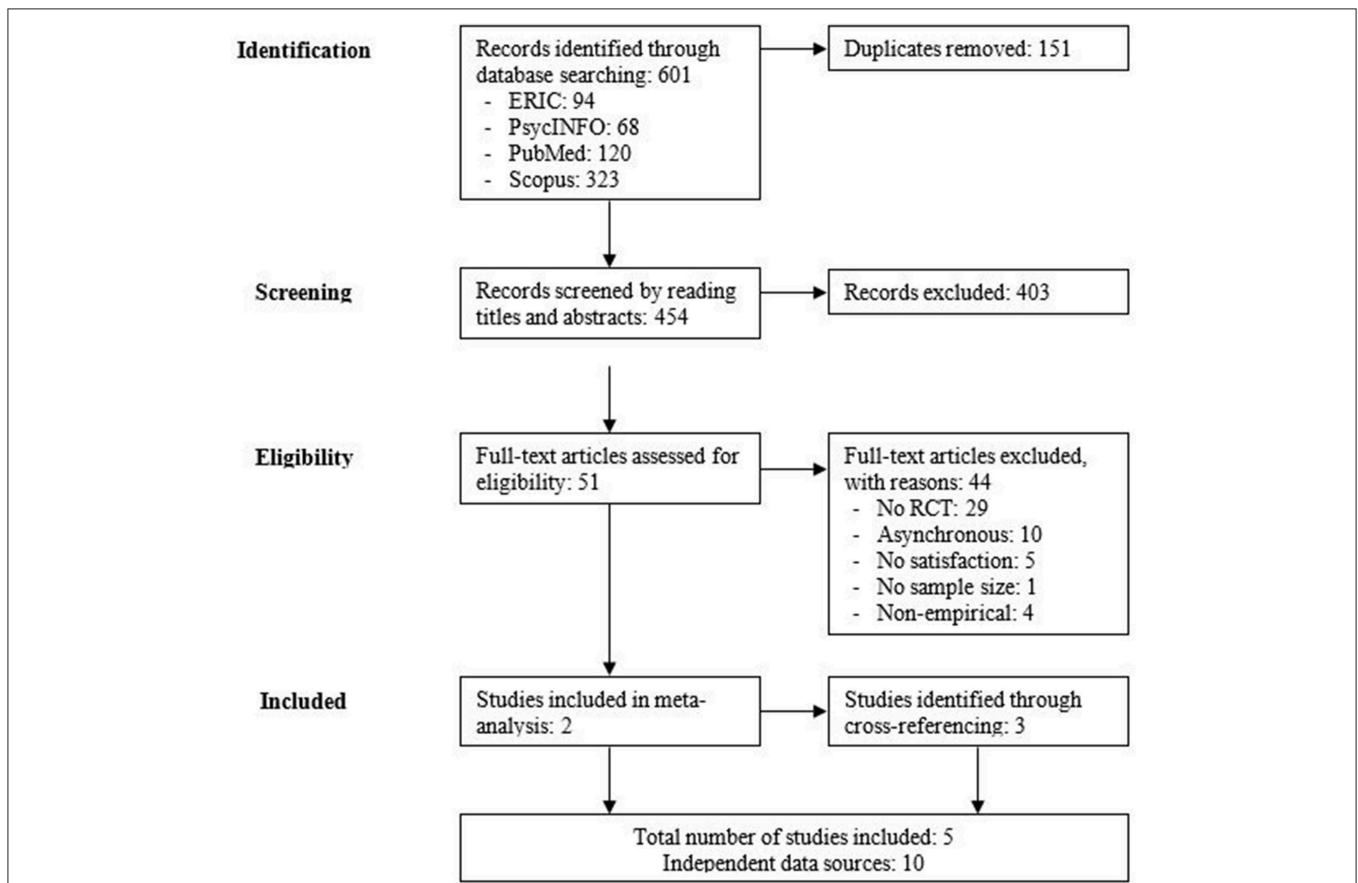 Identification
Records identified through
database searching: 601
- ERIC: 94
- PsycINFO: 68
- PubMed: 120
- Scopus: 323
Duplicates removed: 151
Screening
Records screened by reading
titles and abstracts: 454
Records excluded: 403
Eligibility
Full-text articles assessed for
eligibility: 51
Full-text articles excluded,
with reasons: 44
- No RCT: 29
- Asynchronous: 10
- No satisfaction: 5
- No sample size: 1
- Non-empirical: 4
Included
Studies included in meta-
analysis: 2
Studies identified through
cross-referencing: 3
Total number of studies included: 5
Independent data sources: 10